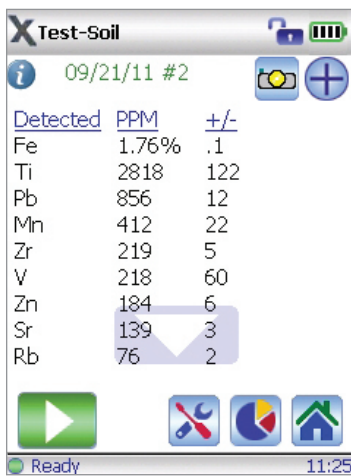 X Test-Soil
09/21/11 #2
Detected PPM +/-
Fe 1.76% .1
Ti 2818 122
Pb 856 12
Mn 412 22
Zr 219 5
V 218 60
Zn 184 6
Sr 139 3
Rb 76 2
Ready 11:25